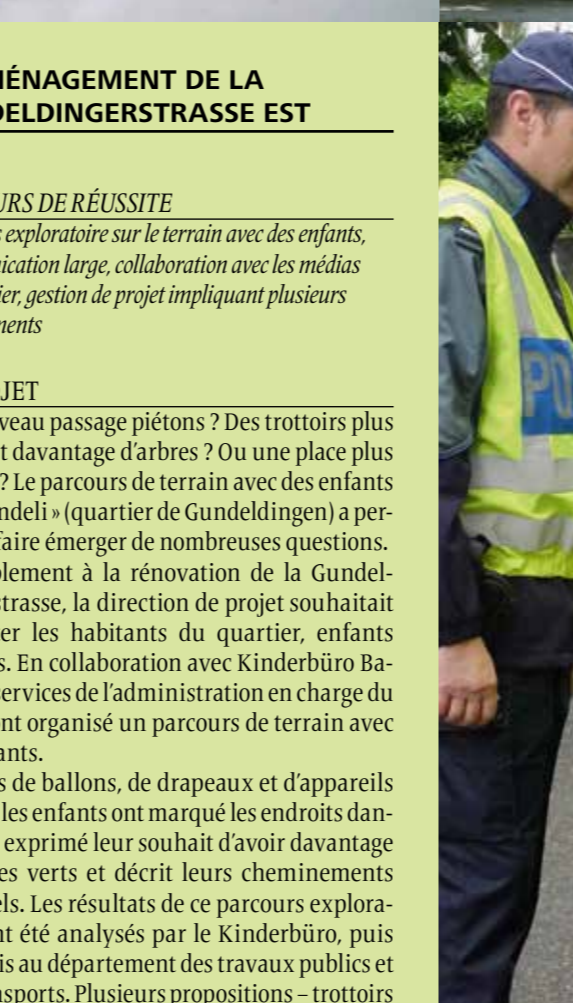 MÉNAGEMENT DE LA
DELDINGERSTRASSE EST
URS DE RÉUSSITE
s exploratoire sur le terrain avec des enfants,
ication large, collaboration avec les médias
ier, gestion de projet impliquant plusieurs
ments
JET
veau passage piétons ? Des trottoirs plus
t davantage d'arbres ? Ou une place plus
? Le parcours de terrain avec des enfants
ndeli » (quartier de Gundeldingen) a per-
faire émerger de nombreuses questions.
blement à la rénovation de la Gundel-
strasse, la direction de projet souhaitait
er les habitants du quartier, enfants
s. En collaboration avec Kinderbüro Ba-
services de l'administration en charge du
ont organisé un parcours de terrain avec
ants.
s de ballons, de drapeaux et d'appareils
les enfants ont marqué les endroits dan-
exprimé leur souhait d'avoir davantage
es verts et décrit leurs cheminements
els. Les résultats de ce parcours explora-
nt été analysés par le Kinderbüro, puis
is au département des travaux publics et
nsports. Plusieurs propositions – trottoirs
PO